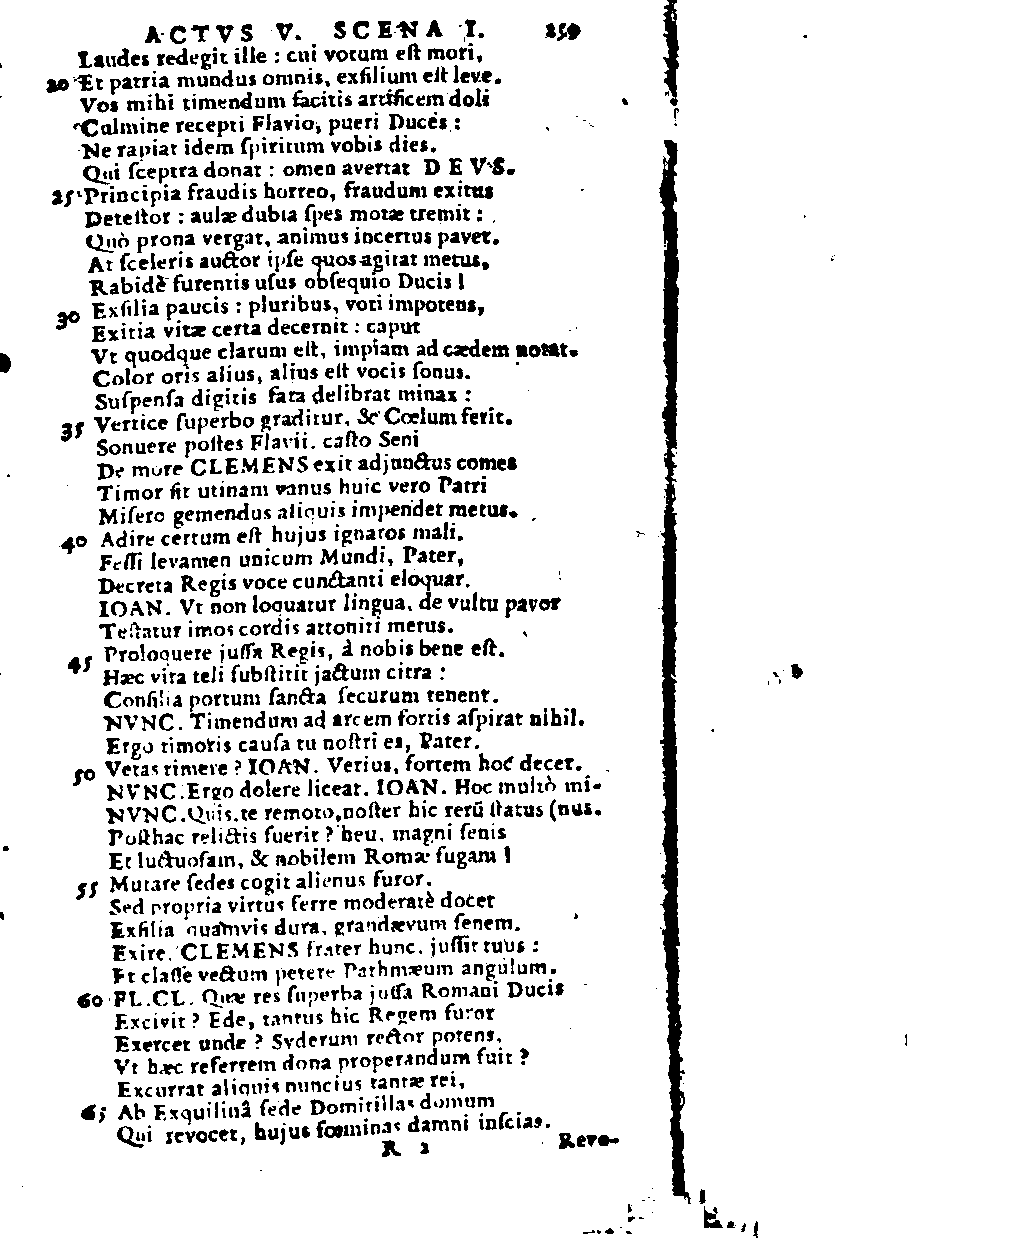 ACTVS V. SCENA I. 259
Laudes redegit ille : cui votum eſt mori,
20 Et patria mundus omnis, exſilium eſt leve.
Vos mihi timendum facitis artificem doli
Culmine recepti Flavio, pueri Duces :
Ne rapiat idem ſpiritum vobis dies.
Qui ſceptra donat : omen avertat DEVS.
25 Principia fraudis horreo, fraudum exitus
Deteſtor : aulæ dubia ſpes motæ tremit :
Quò prona vergat, animus incertus pavet.
At ſceleris auctor ipſe quos agitat metus,
Rabidè furentis uſus obſequio Ducis !
30 Exſilia paucis : pluribus, voti impotens,
Exitia vitæ certa decernit : caput
Vt quodque clarum eſt, impiam ad cædem notat.
Color oris alius, alius eſt vocis ſonus.
Suſpenſa digitis fata delibrat minax :
35 Vertice ſuperbo graditur, & Cœlum ferit.
Sonuere poſtes Flavii. caſto Seni
De more CLEMENS exit adjunctus comes
Timor ſit utinam vanus huic vero Patri
Miſero gemendus aliquis impendet metus.
40 Adire certum eſt hujus ignaros mali.
Feſſi levamen unicum Mundi, Pater,
Decreta Regis voce cunctanti eloquar.
IOAN. Vt non loquatur lingua, de vultu pavor
Teſtatur imos cordis attoniti metus.
45 Proloquere juſſa Regis, à nobis bene eſt.
Hæc vita teli ſubſtitit jactum citra :
Conſilia portum ſancta ſecurum tenent.
NVNC. Timendum ad arcem fortis aſpirat nihil.
Ergo timoris cauſa tu noſtri es, Pater.
50 Vetas timere ? IOAN. Verius, fortem hoc decet.
NVNC. Ergo dolere liceat. IOAN. Hoc multò mi-
NVNC. Quis te remoto, noſter hic rerū ſtatus (nus.
Poſthac relictis fuerit ? heu, magni ſenis
Et luctuoſam, & nobilem Romæ fugam !
55 Mutare ſedes cogit alienus furor.
Sed propria virtus ferre moderatè docet
Exſilia quamvis dura, grandævum ſenem.
Exire, CLEMENS frater hunc, juſſit tuus :
Et claſſe vectum petere Pathmæum angulum.
60 FL. CL. Quæ res ſuperba juſſa Romani Ducis
Excivit ? Ede, tantus hic Regem furor
Exercet unde ? Syderum rector potens,
Vt hæc referrem dona properandum fuit ?
Excurrat aliquis nuncius tantæ rei,
65 Ab Exquilinâ ſede Domitillas domum
Qui revocet, hujus fœminas damni inſcias.
R 2 Revo-